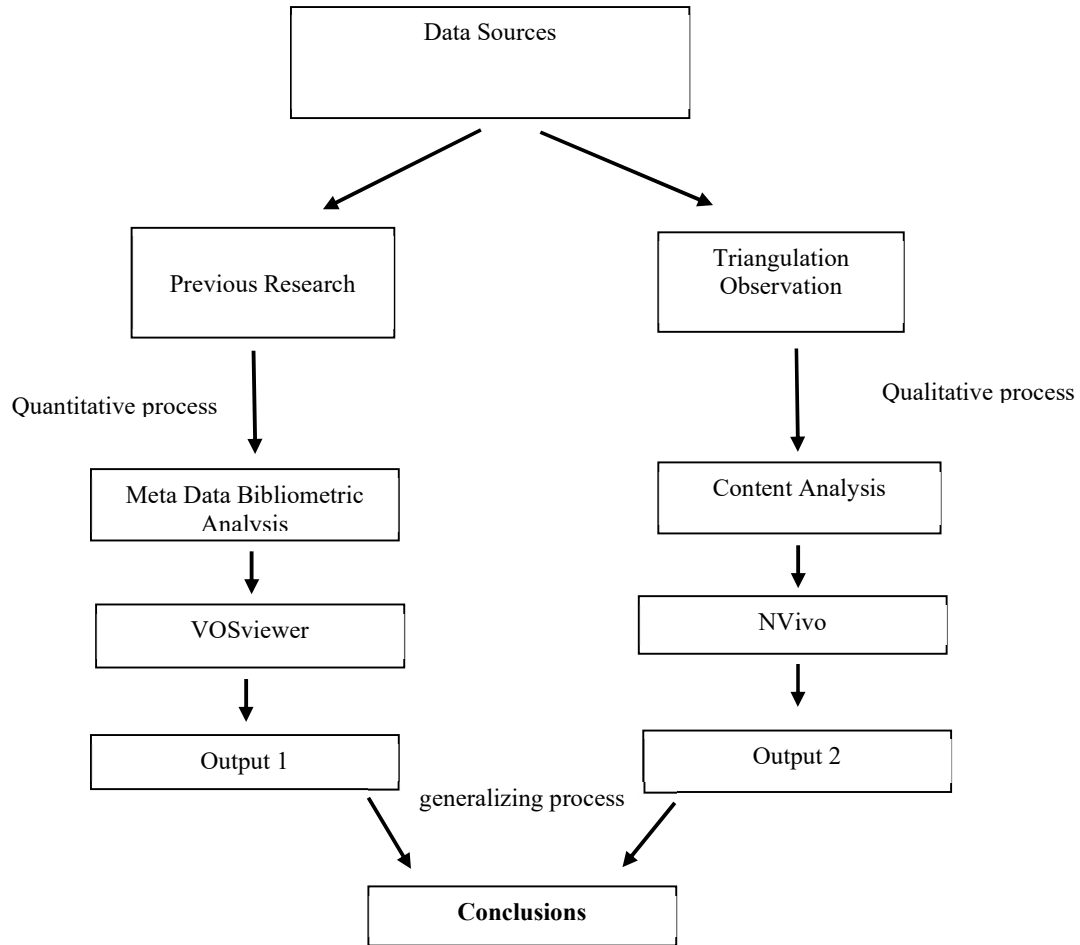 Data Sources
Previous Research
Triangulation
Observation
Quantitative process
Qualitative process
Meta Data Bibliometric
Analysis
Content Analysis
VOSviewer
NVivo
Output 1
Output 2
generalizing process
Conclusions